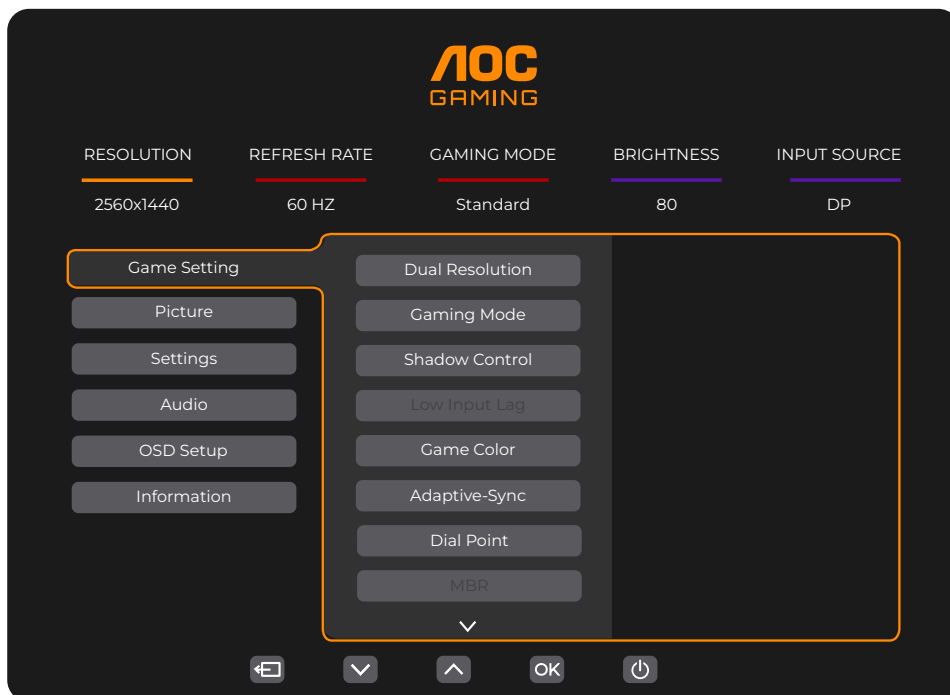 AOC
GAMING
RESOLUTION REFRESH RATE GAMING MODE BRIGHTNESS INPUT SOURCE
2560x1440 60 HZ Standard 80 DP
Game Setting
Picture
Settings
Audio
OSD Setup
Information
Dual Resolution
Gaming Mode
Shadow Control
Low Input Lag
Game Color
Adaptive-Sync
Dial Point
MBR
OK